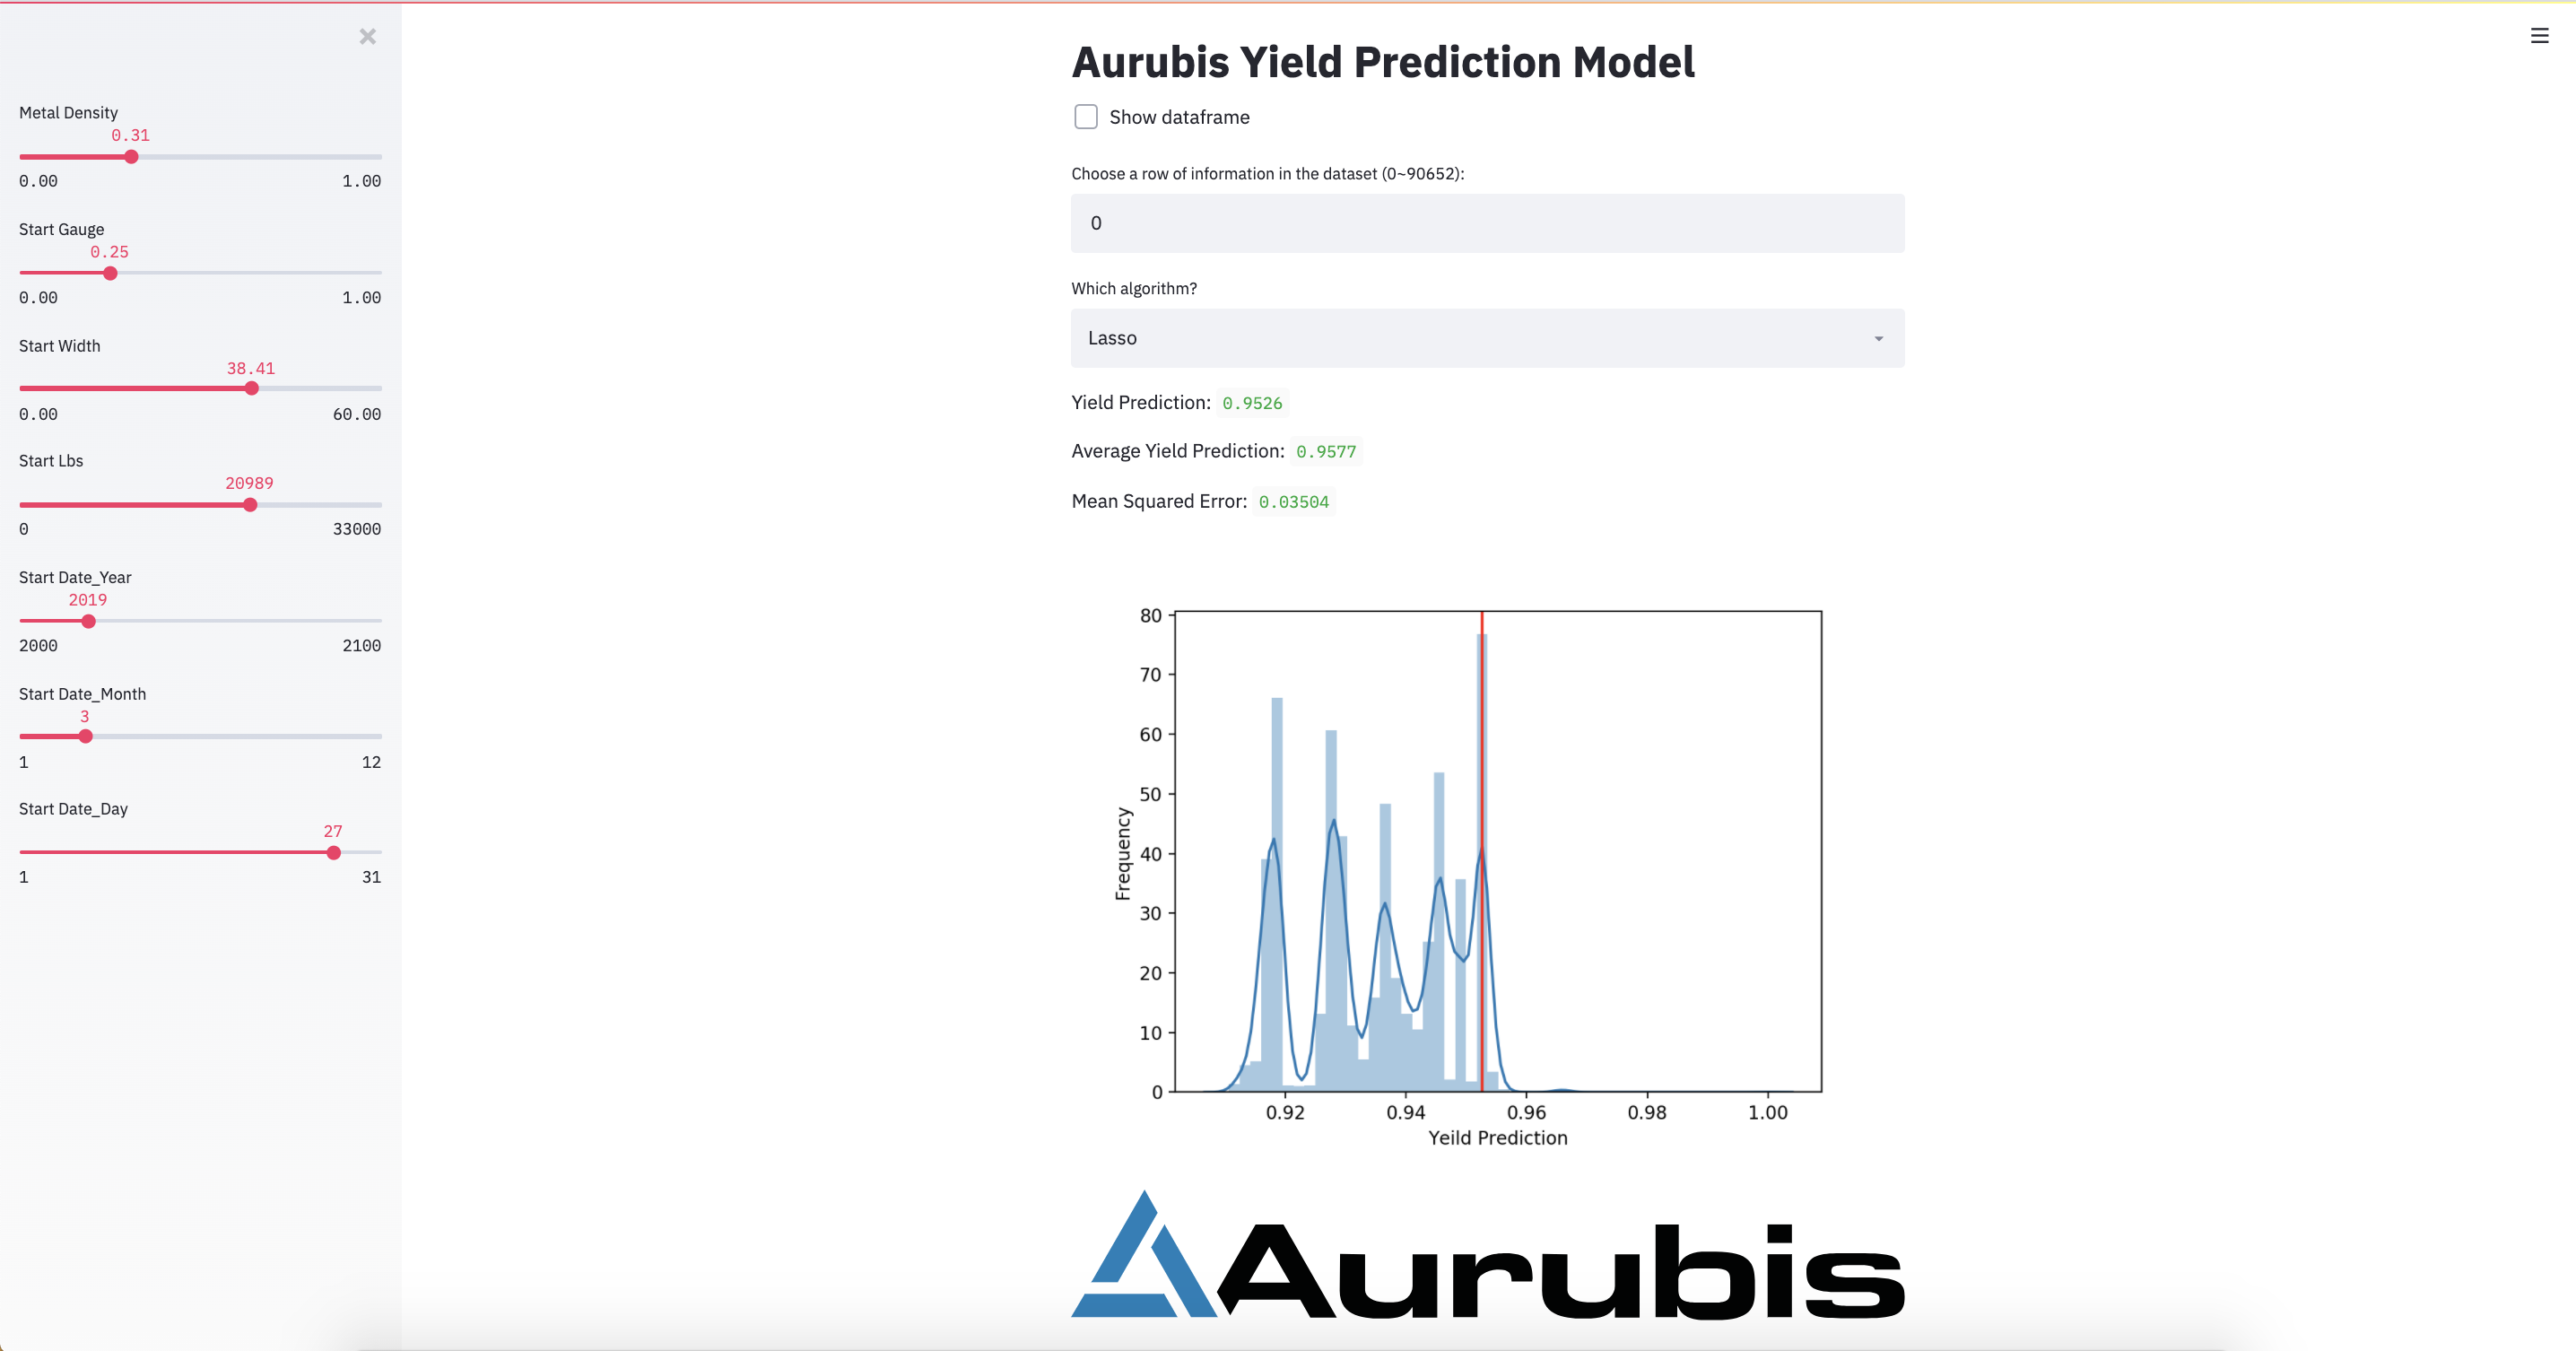 Metal Density
0.31
0.00 1.00
Start Gauge
0.25
0.00 1.00
Start Width
38.41
0.00 60.00
Start Lbs
20989
0 33000
Start Date_Year
2019
2000 2100
Start Date_Month
3
1 12
Start Date_Day
27
1 31
Aurubis Yield Prediction Model
Show dataframe
Choose a row of information in the dataset (0~90652):
0
Which algorithm?
Lasso
Yield Prediction: 0.9526
Average Yield Prediction: 0.9577
Mean Squared Error: 0.03504
80
70
60
50
40
30
20
10
0
Frequency
0.92 0.94 0.96 0.98 1.00
Yeild Prediction
Aurubis